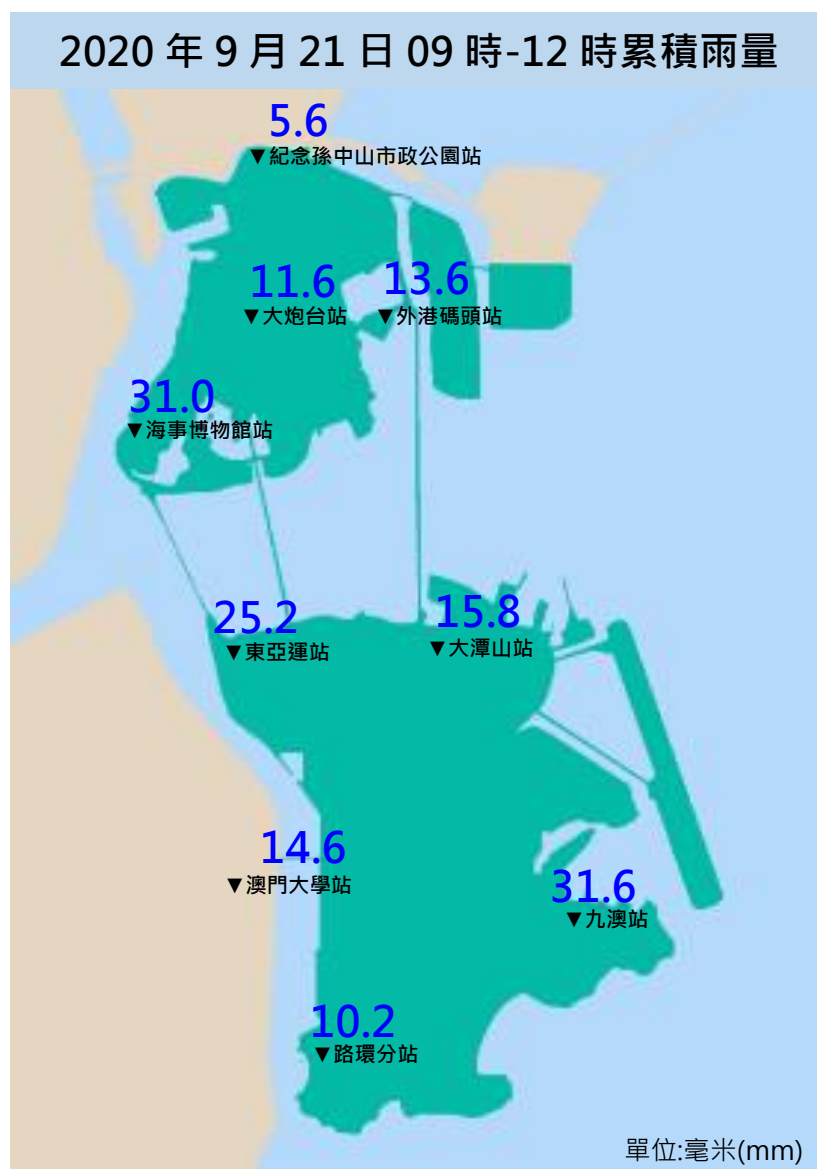 2020 年 9 月 21 日 09 時-12 時累積雨量
5.6
▼紀念孫中山市政公園站
11.6
▼大炮台站
13.6
▼外港碼頭站
31.0
▼海事博物館站
25.2
▼東亞運站
15.8
▼大潭山站
14.6
▼澳門大學站
31.6
▼九澳站
10.2
▼路環分站
單位:毫米(mm)